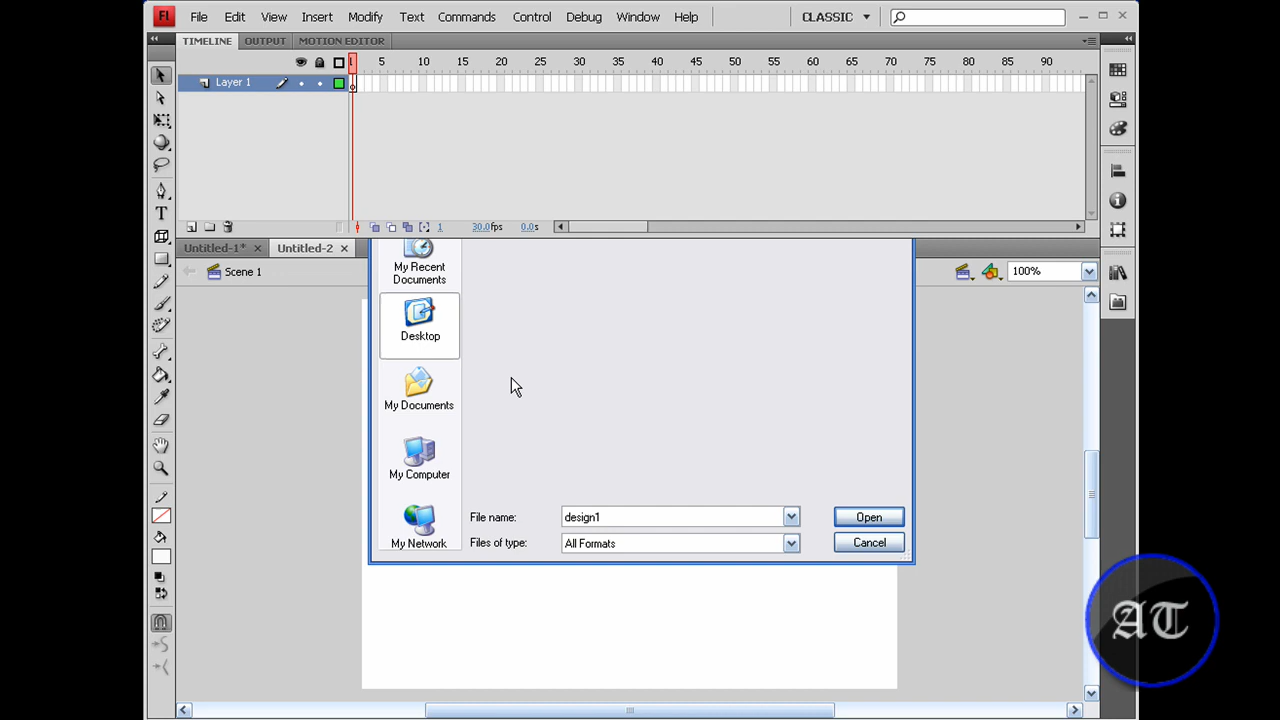 Fl File Edit View Insert Modify Text Commands Control Debug Window Help CLASSIC
TIMELINE OUTPUT MOTION EDITOR
1 5 10 15 20 25 30 35 40 45 50 55 60 65 70 75 80 85 90
Layer 1
1 30.0fps 0.0s
Untitled-1* Untitled-2
Scene 1 100%
My Recent
Documents
Desktop
My Documents
My Computer
My Network
File name: design1 Open
Files of type: All Formats Cancel
AT